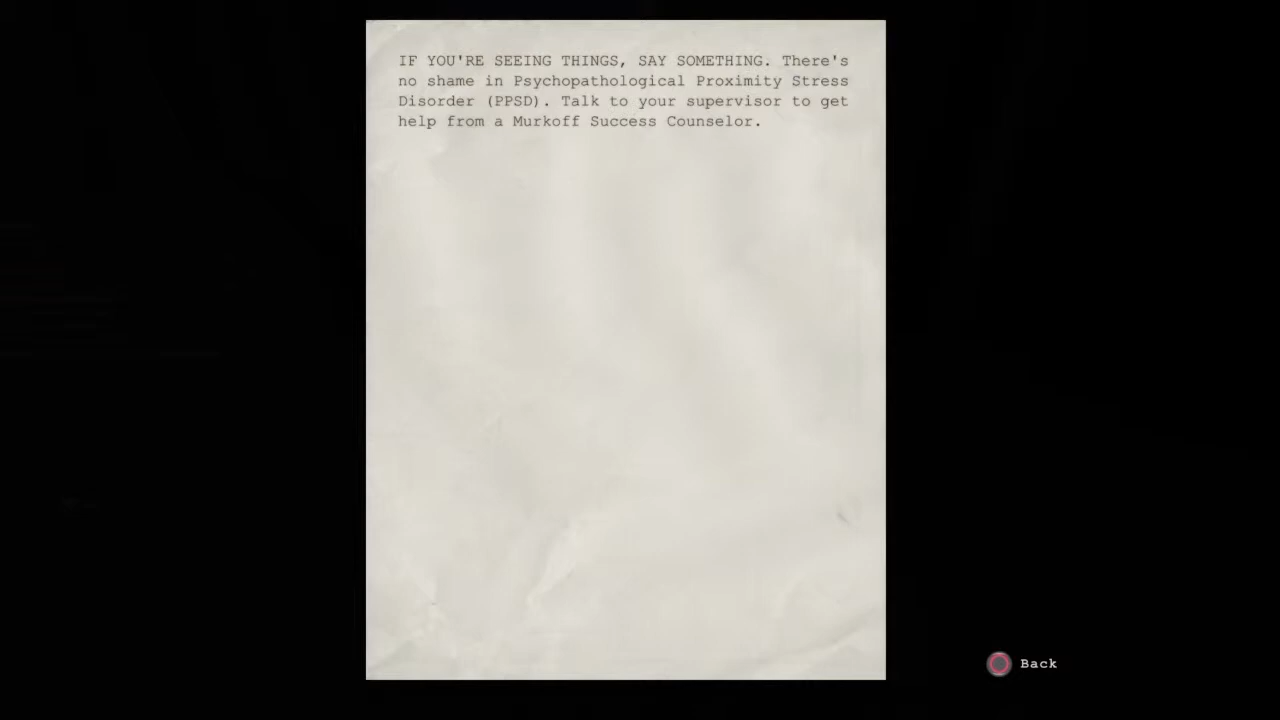 IF YOU'RE SEEING THINGS, SAY SOMETHING. There's
no shame in Psychopathological Proximity Stress
Disorder (PPSD). Talk to your supervisor to get
help from a Murkoff Success Counselor.
Back